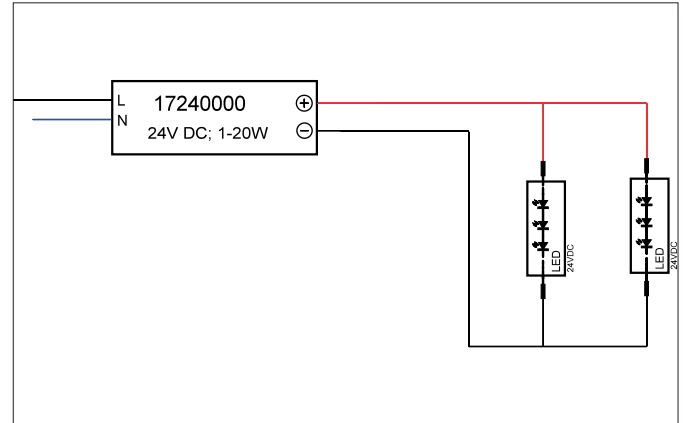 L 17240000 ⊕
N 24V DC; 1-20W ⊖
LED
24VDC
LED
24VDC